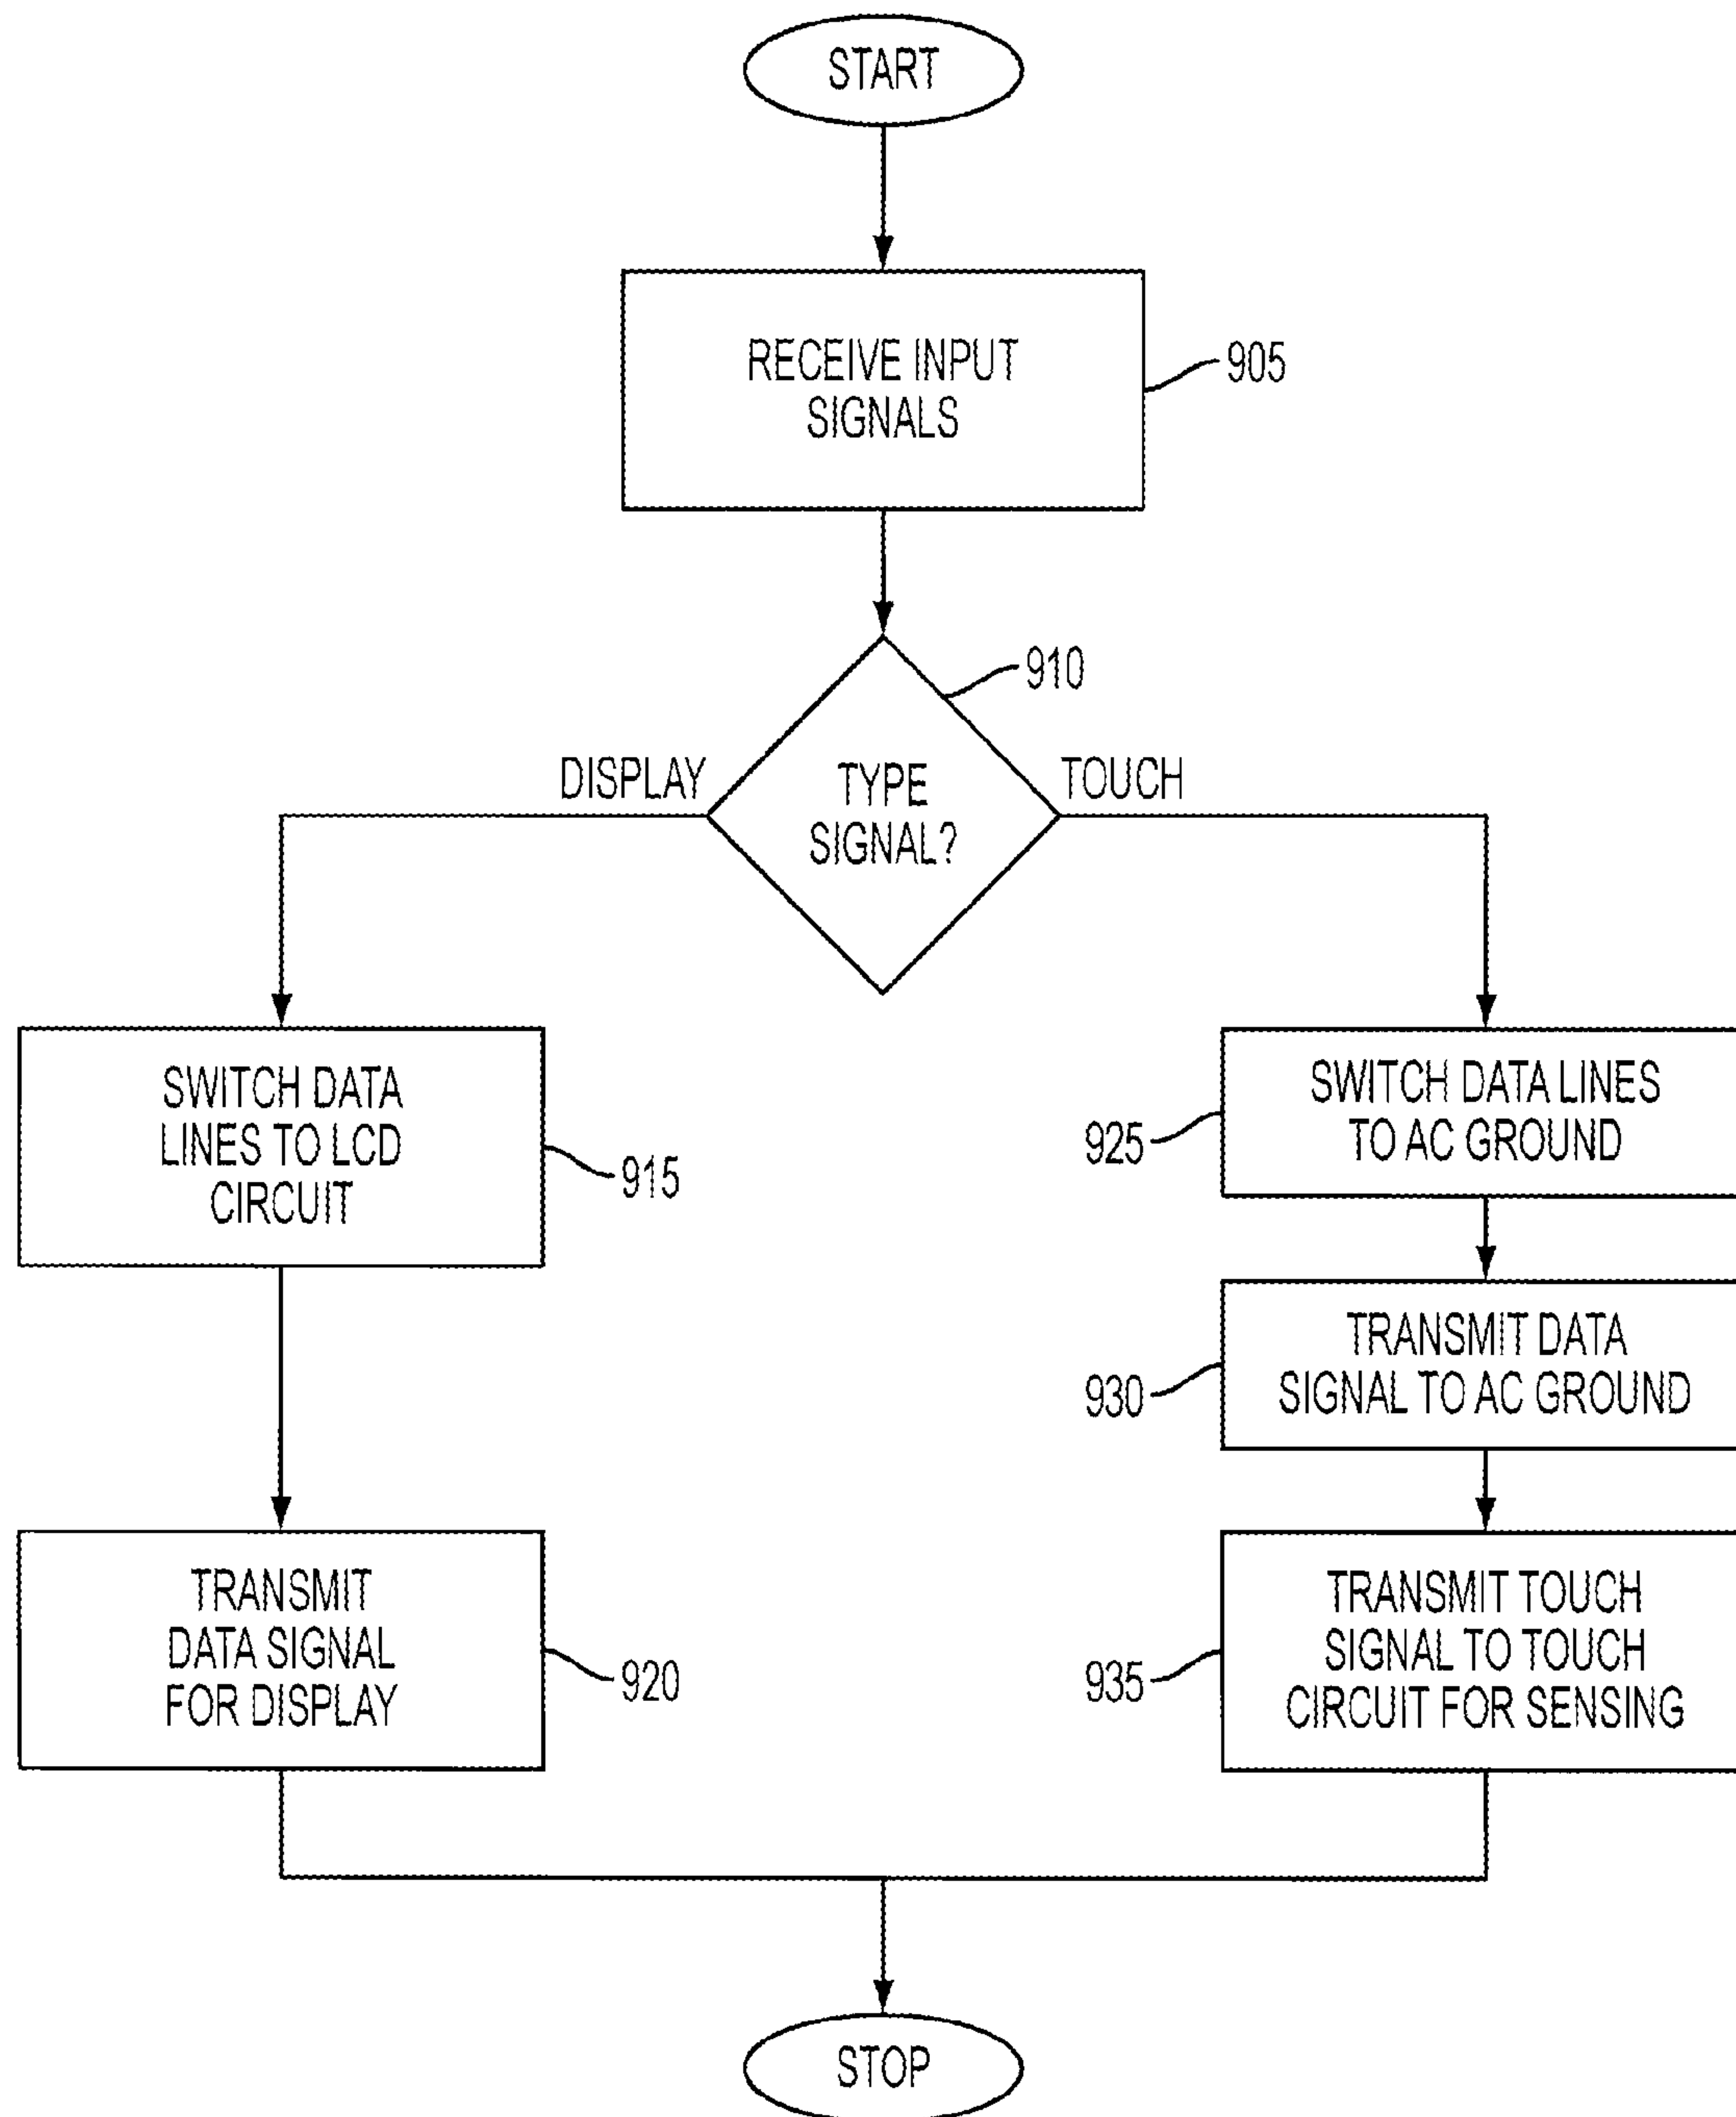 START
RECEIVE INPUT
SIGNALS
905
910
DISPLAY
TYPE
SIGNAL?
TOUCH
SWITCH DATA
LINES TO LCD
CIRCUIT
915
SWITCH DATA LINES
TO AC GROUND
925
TRANSMIT DATA
SIGNAL TO AC GROUND
930
TRANSMIT
DATA SIGNAL
FOR DISPLAY
920
TRANSMIT TOUCH
SIGNAL TO TOUCH
CIRCUIT FOR SENSING
935
STOP